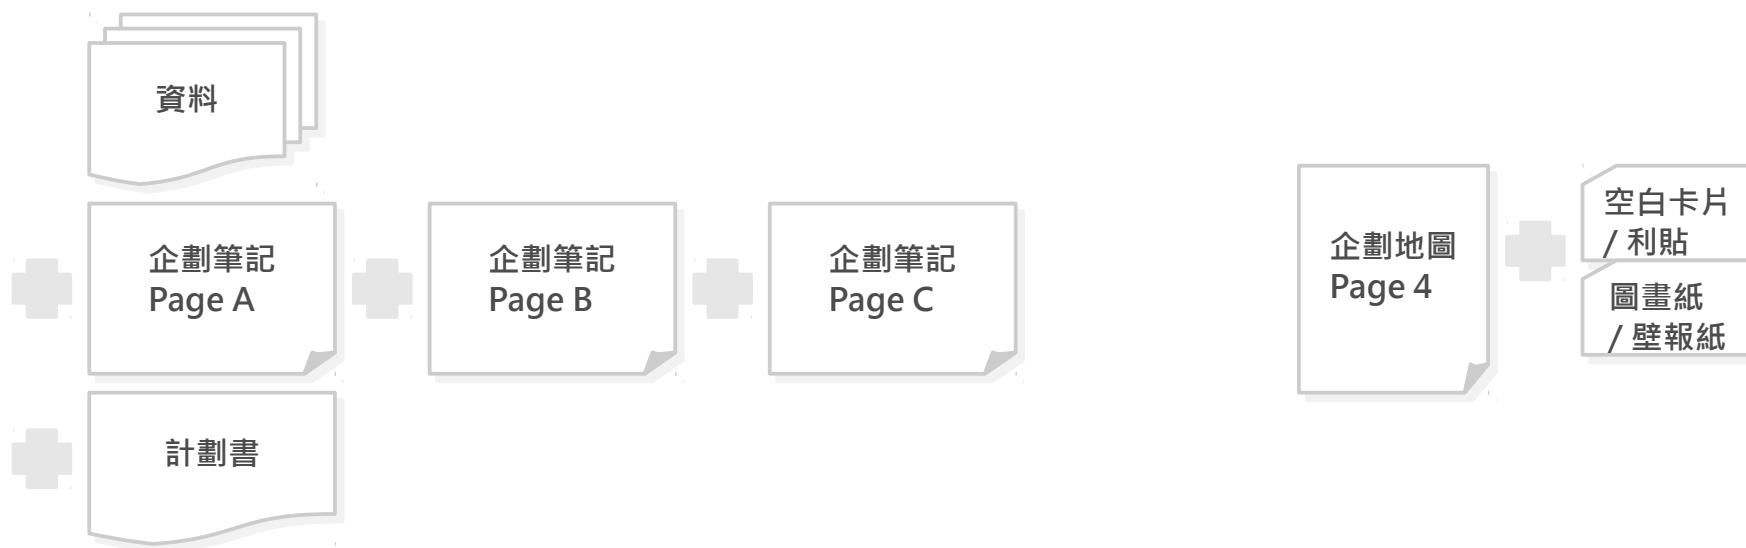 資料
企劃筆記
Page A
企劃筆記
Page B
企劃筆記
Page C
計劃書
企劃地圖
Page 4
空白卡片
/ 利貼
圖畫紙
/ 壁報紙